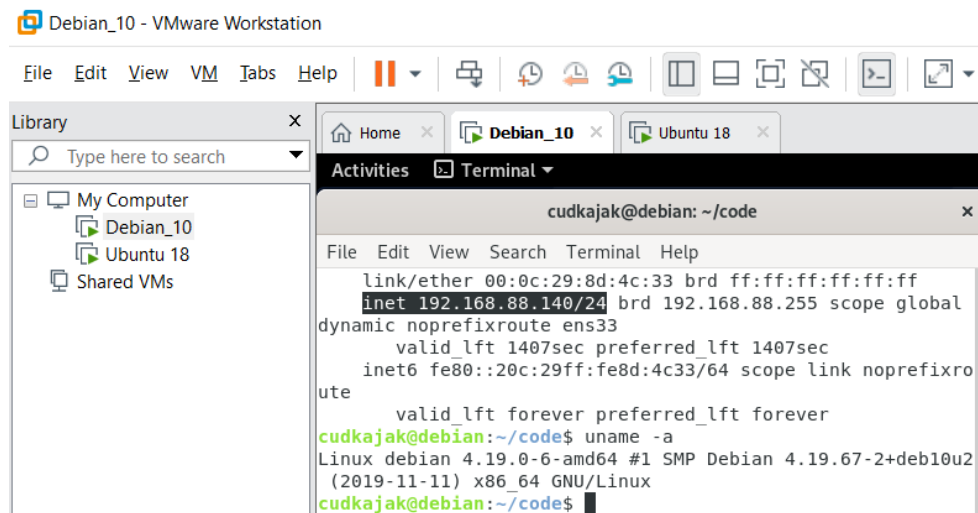 Debian_10 - VMware Workstation
File Edit View VM Tabs Help
Library
Type here to search
My Computer
Debian_10
Ubuntu 18
Shared VMs
Home Debian_10 Ubuntu 18
Activities Terminal
cudkajak@debian: ~/code
File Edit View Search Terminal Help
link/ether 00:0c:29:8d:4c:33 brd ff:ff:ff:ff:ff:ff
inet 192.168.88.140/24 brd 192.168.88.255 scope global
dynamic noprefixroute ens33
valid_lft 1407sec preferred_lft 1407sec
inet6 fe80::20c:29ff:fe8d:4c33/64 scope link noprefixro
ute
valid_lft forever preferred_lft forever
cudkajak@debian:~/code$ uname -a
Linux debian 4.19.0-6-amd64 #1 SMP Debian 4.19.67-2+deb10u2
(2019-11-11) x86_64 GNU/Linux
cudkajak@debian:~/code$